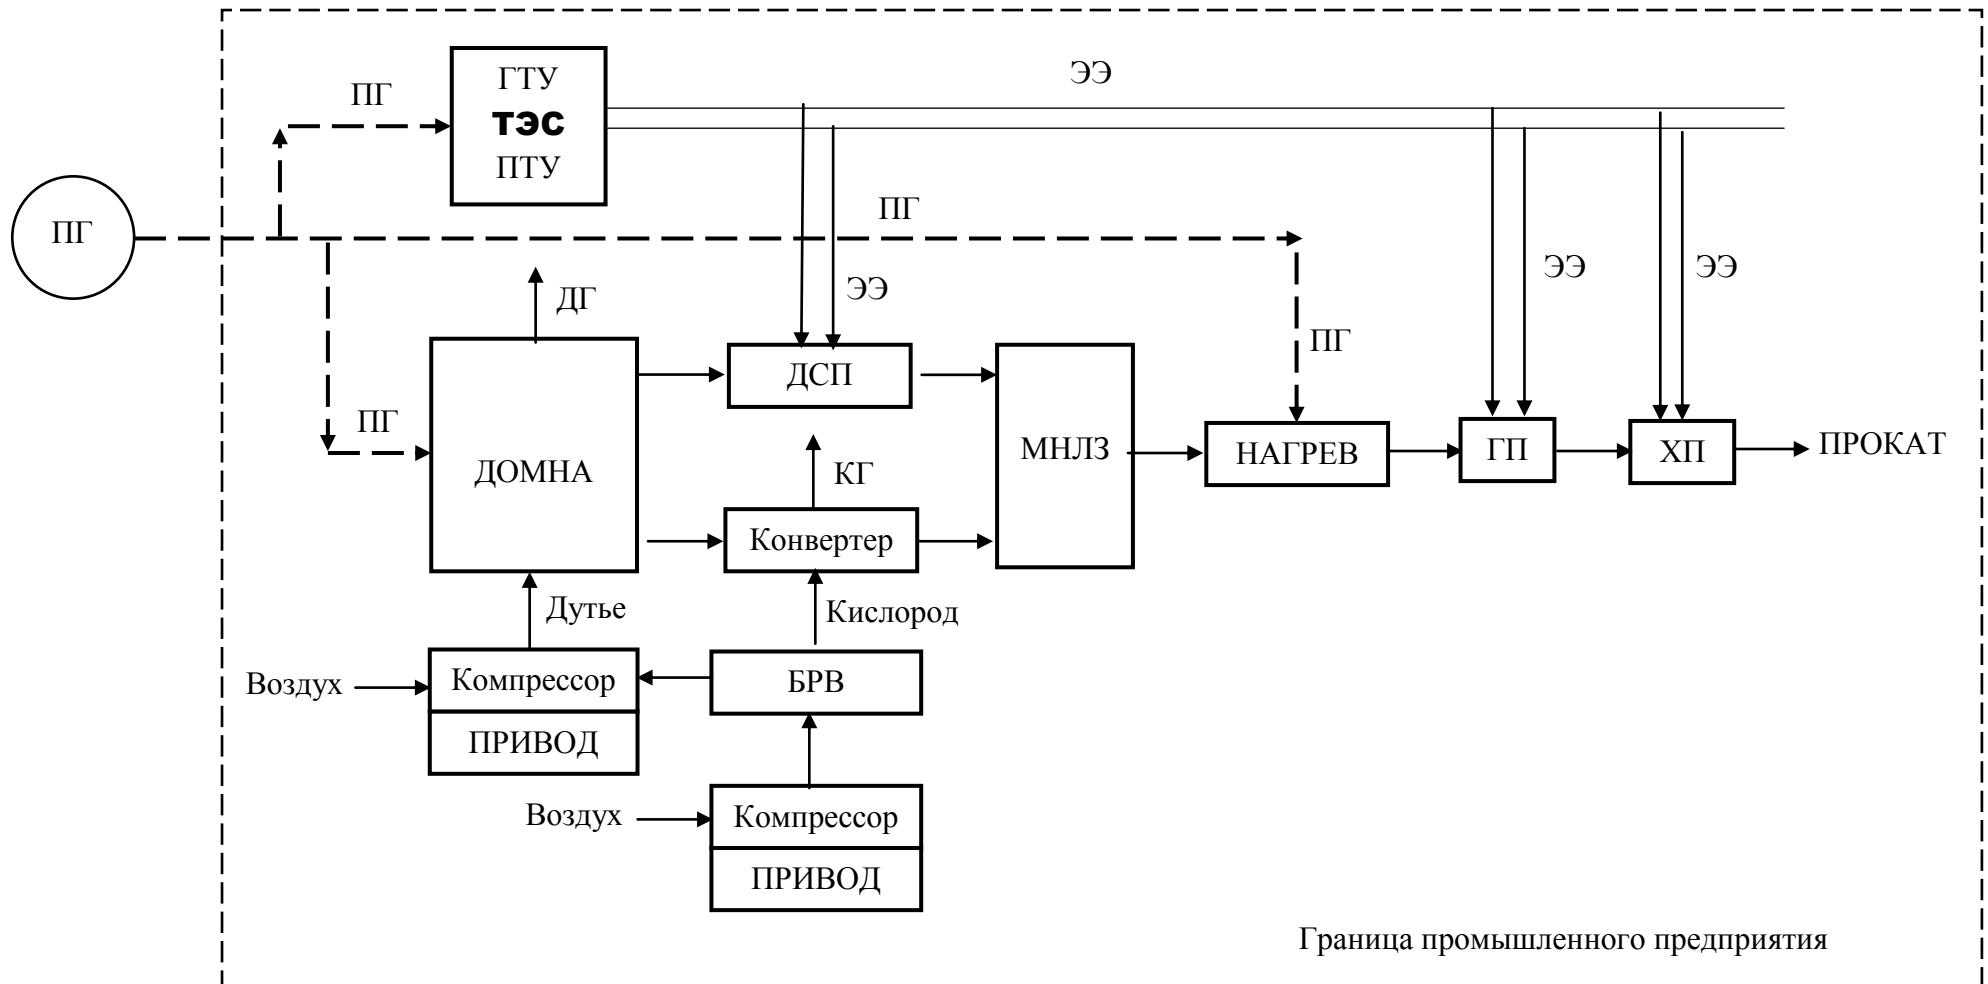 ГТУ
ТЭС
ПТУ
ЭЭ
ПГ
ПГ
ПГ
ЭЭ
ЭЭ
ЭЭ
ДГ
ПГ
ПГ
ДОМНА
ДСП
МНЛЗ
НАГРЕВ
ГП
ХП
ПРОКАТ
КГ
Конвертер
Дутье
Кислород
Воздух
Компрессор
БРВ
ПРИВОД
Воздух
Компрессор
ПРИВОД
Граница промышленного предприятия